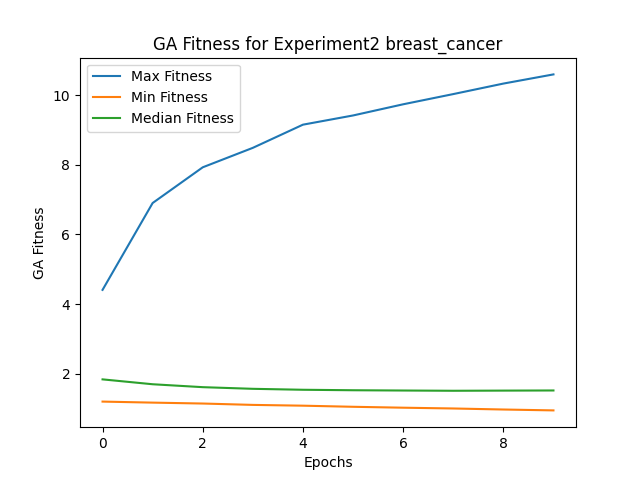 GA Fitness for Experiment2 breast_cancer
Max Fitness
Min Fitness
Median Fitness
10
8
6
4
2
GA Fitness
0 2 4 6 8
Epochs